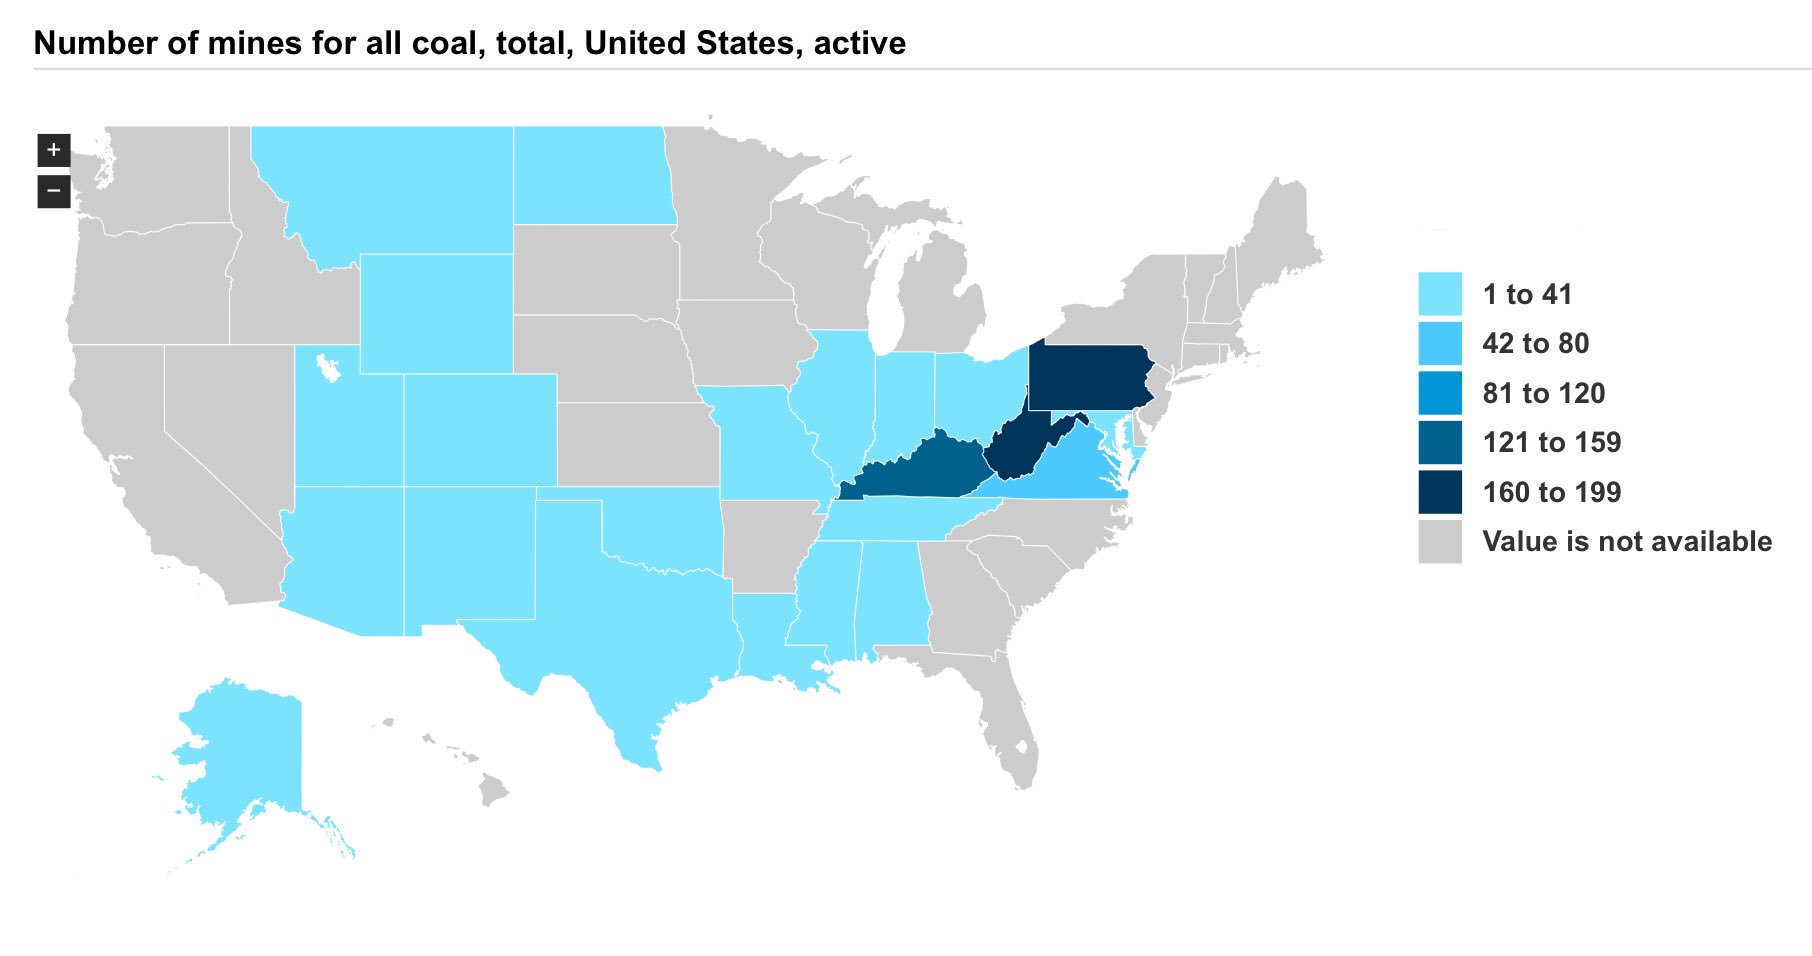 Number of mines for all coal, total, United States, active
+
−
1 to 41
42 to 80
81 to 120
121 to 159
160 to 199
Value is not available